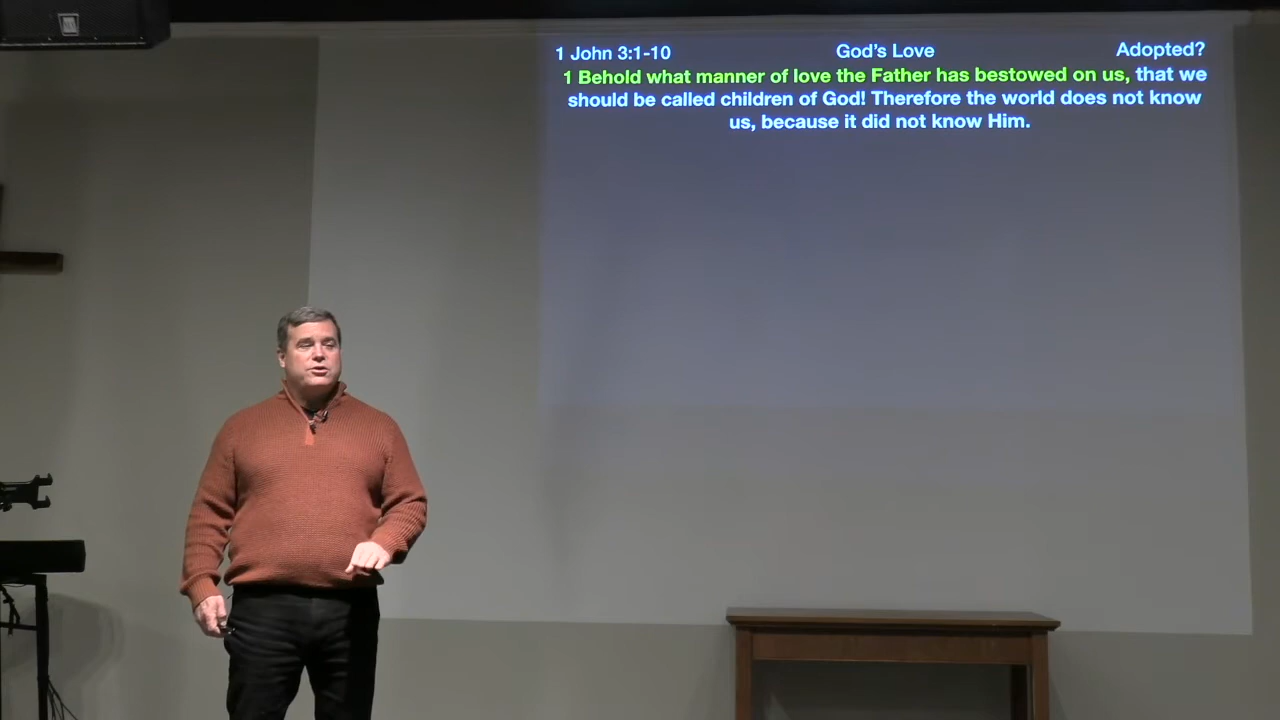 1 John 3:1-10 God's Love Adopted?
1 Behold what manner of love the Father has bestowed on us, that we
should be called children of God! Therefore the world does not know
us, because it did not know Him.